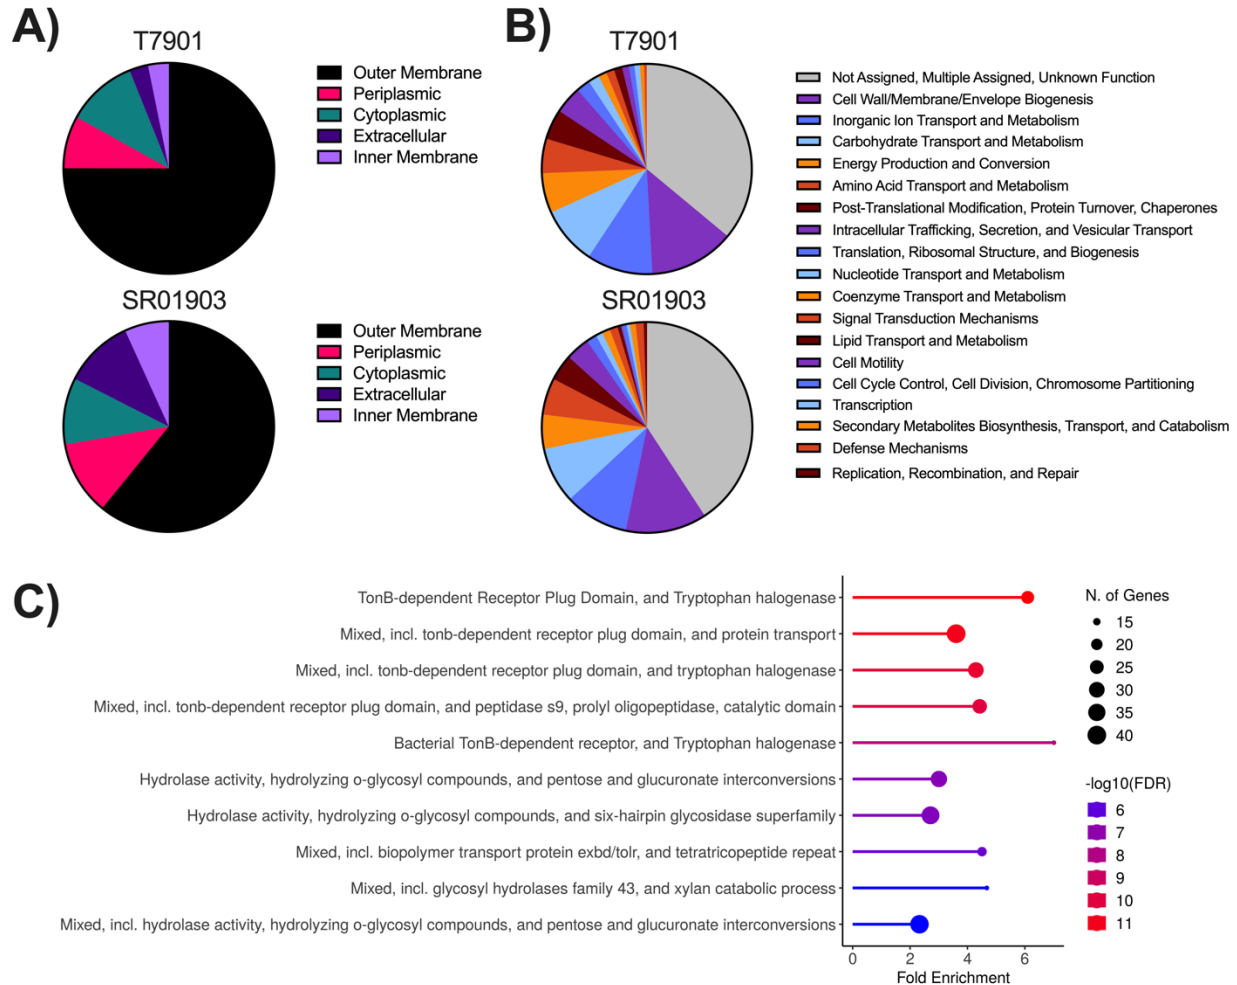 A)
T7901
Outer Membrane
Periplasmic
Cytoplasmic
Extracellular
Inner Membrane
SR01903
Outer Membrane
Periplasmic
Cytoplasmic
Extracellular
Inner Membrane
B)
T7901
SR01903
Not Assigned, Multiple Assigned, Unknown Function
Cell Wall/Membrane/Envelope Biogenesis
Inorganic Ion Transport and Metabolism
Carbohydrate Transport and Metabolism
Energy Production and Conversion
Amino Acid Transport and Metabolism
Post-Translational Modification, Protein Turnover, Chaperones
Intracellular Trafficking, Secretion, and Vesicular Transport
Translation, Ribosomal Structure, and Biogenesis
Nucleotide Transport and Metabolism
Coenzyme Transport and Metabolism
Signal Transduction Mechanisms
Lipid Transport and Metabolism
Cell Motility
Cell Cycle Control, Cell Division, Chromosome Partitioning
Transcription
Secondary Metabolites Biosynthesis, Transport, and Catabolism
Defense Mechanisms
Replication, Recombination, and Repair
C)
TonB-dependent Receptor Plug Domain, and Tryptophan halogenase
Mixed, incl. tonb-dependent receptor plug domain, and protein transport
Mixed, incl. tonb-dependent receptor plug domain, and tryptophan halogenase
Mixed, incl. tonb-dependent receptor plug domain, and peptidase s9, prolyl oligopeptidase, catalytic domain
Bacterial TonB-dependent receptor, and Tryptophan halogenase
Hydrolase activity, hydrolyzing o-glycosyl compounds, and pentose and glucuronate interconversions
Hydrolase activity, hydrolyzing o-glycosyl compounds, and six-hairpin glycosidase superfamily
Mixed, incl. biopolymer transport protein exbd/tolr, and tetratricopeptide repeat
Mixed, incl. glycosyl hydrolases family 43, and xylan catabolic process
Mixed, incl. hydrolase activity, hydrolyzing o-glycosyl compounds, and pentose and glucuronate interconversions
0 2 4 6
Fold Enrichment
N. of Genes
15
20
25
30
35
40
-log10(FDR)
6
7
8
9
10
11